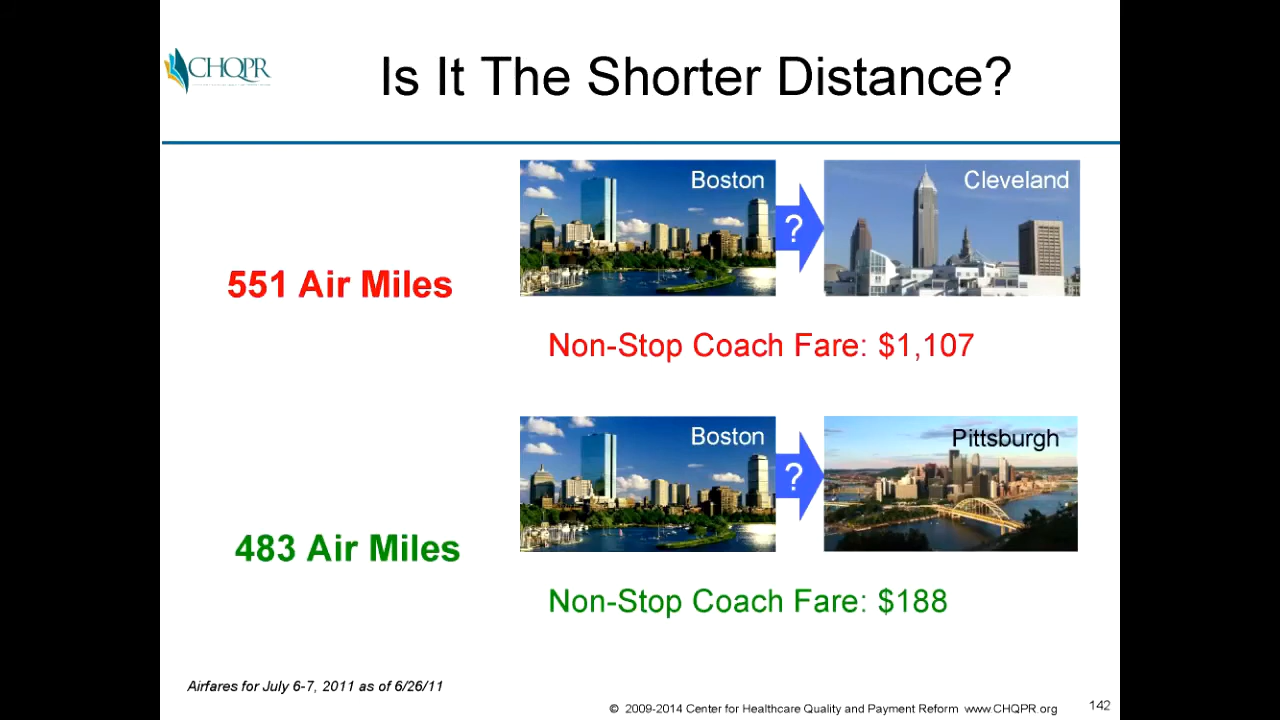 CHQPR
Is It The Shorter Distance?
Boston
?
Cleveland
551 Air Miles
Non-Stop Coach Fare: $1,107
Boston
?
Pittsburgh
483 Air Miles
Non-Stop Coach Fare: $188
Airfares for July 6-7, 2011 as of 6/26/11
© 2009-2014 Center for Healthcare Quality and Payment Reform www.CHQPR.org
142